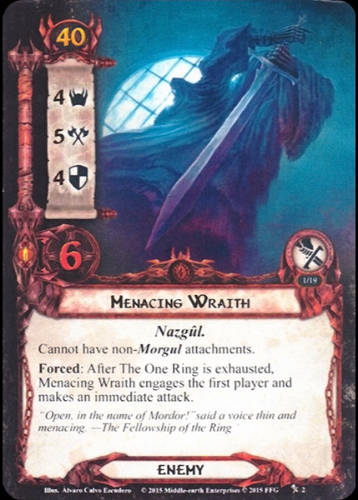 40
4
5
4
6
1/19
Menacing Wraith
Nazgûl.
Cannot have non-Morgul attachments.
Forced: After The One Ring is exhausted,
Menacing Wraith engages the first player and
makes an immediate attack.
"Open, in the name of Mordor!" said a voice thin and
menacing. —The Fellowship of the Ring
ENEMY
Illus. Álvaro Calvo Escudero © 2015 Middle-earth Enterprises © 2015 FFG 2